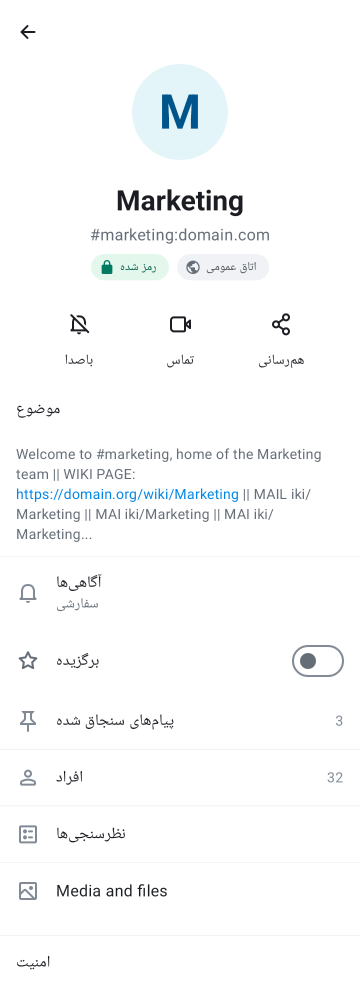 M
Marketing
#marketing:domain.com
رمز شده
اتاق عمومی
باصدا
تماس
هم‌رسانی
موضوع
Welcome to #marketing, home of the Marketing
team || WIKI PAGE:
https://domain.org/wiki/Marketing || MAIL iki/
Marketing || MAI iki/Marketing || MAI iki/
Marketing...
آگاهی‌ها
سفارشی
برگزیده
پیام‌های سنجاق شده 3
افراد 32
نظرسنجی‌ها
Media and files
امنیت